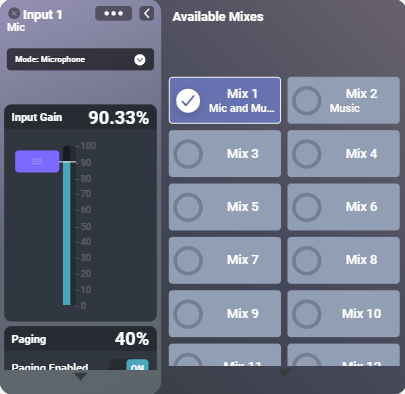 Input 1
Mic
Mode: Microphone
Input Gain 90.33%
100
90
80
70
60
50
40
30
20
10
0
Paging 40%
Paging Enabled ON
Available Mixes
Mix 1
Mic and Mu...
Mix 2
Music
Mix 3
Mix 4
Mix 5
Mix 6
Mix 7
Mix 8
Mix 9
Mix 10
Mix 11
Mix 12